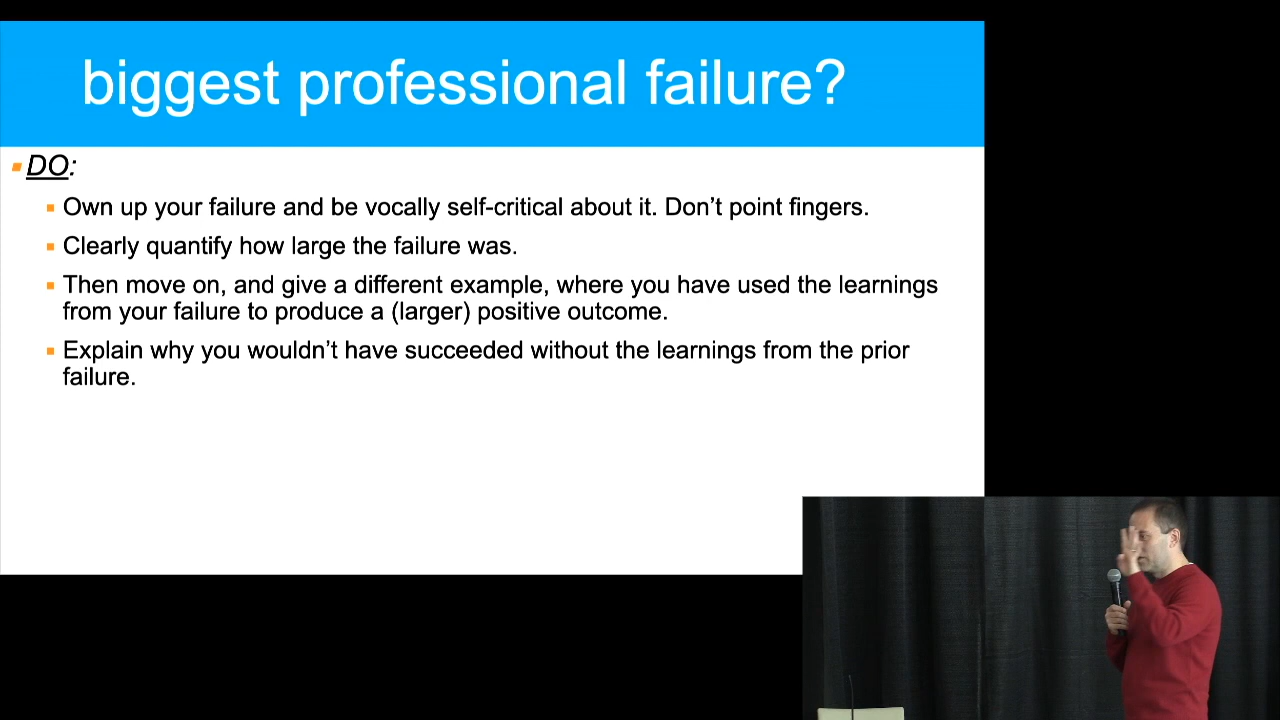 biggest professional failure?
DO:
Own up your failure and be vocally self-critical about it. Don’t point fingers.
Clearly quantify how large the failure was.
Then move on, and give a different example, where you have used the learnings
from your failure to produce a (larger) positive outcome.
Explain why you wouldn’t have succeeded without the learnings from the prior
failure.